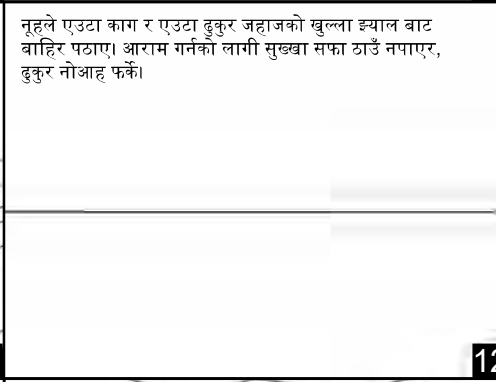 नूहले एउटा काग र एउटा ढुकुर जहाजको खुल्ला झ्याल बाट
बाहिर पठाए। आराम गर्नको लागी सुख्खा सफा ठाउँ नपाएर,
ढुकुर नोआह फर्के।
12